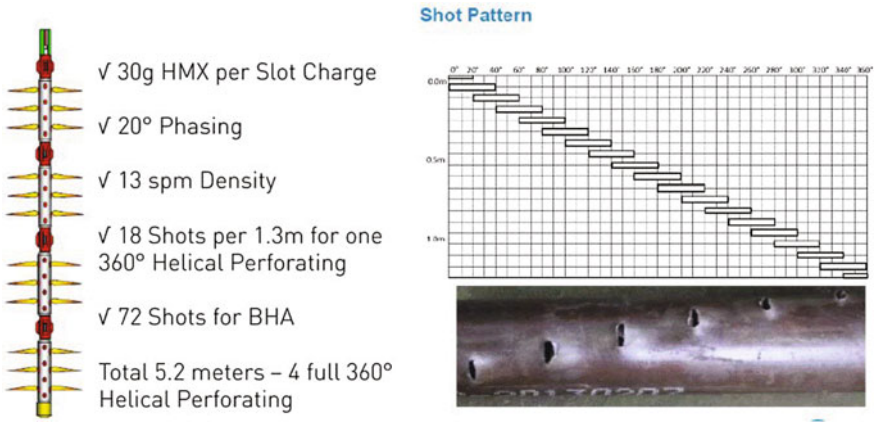 Shot Pattern
√ 30g HMX per Slot Charge
√ 20° Phasing
√ 13 spm Density
√ 18 Shots per 1.3m for one
360° Helical Perforating
√ 72 Shots for BHA
Total 5.2 meters – 4 full 360°
Helical Perforating
0° 20° 40° 60° 80° 100° 120° 140° 160° 180° 200° 220° 240° 260° 280° 300° 320° 340° 360°
0.0m
0.5m
1.0m